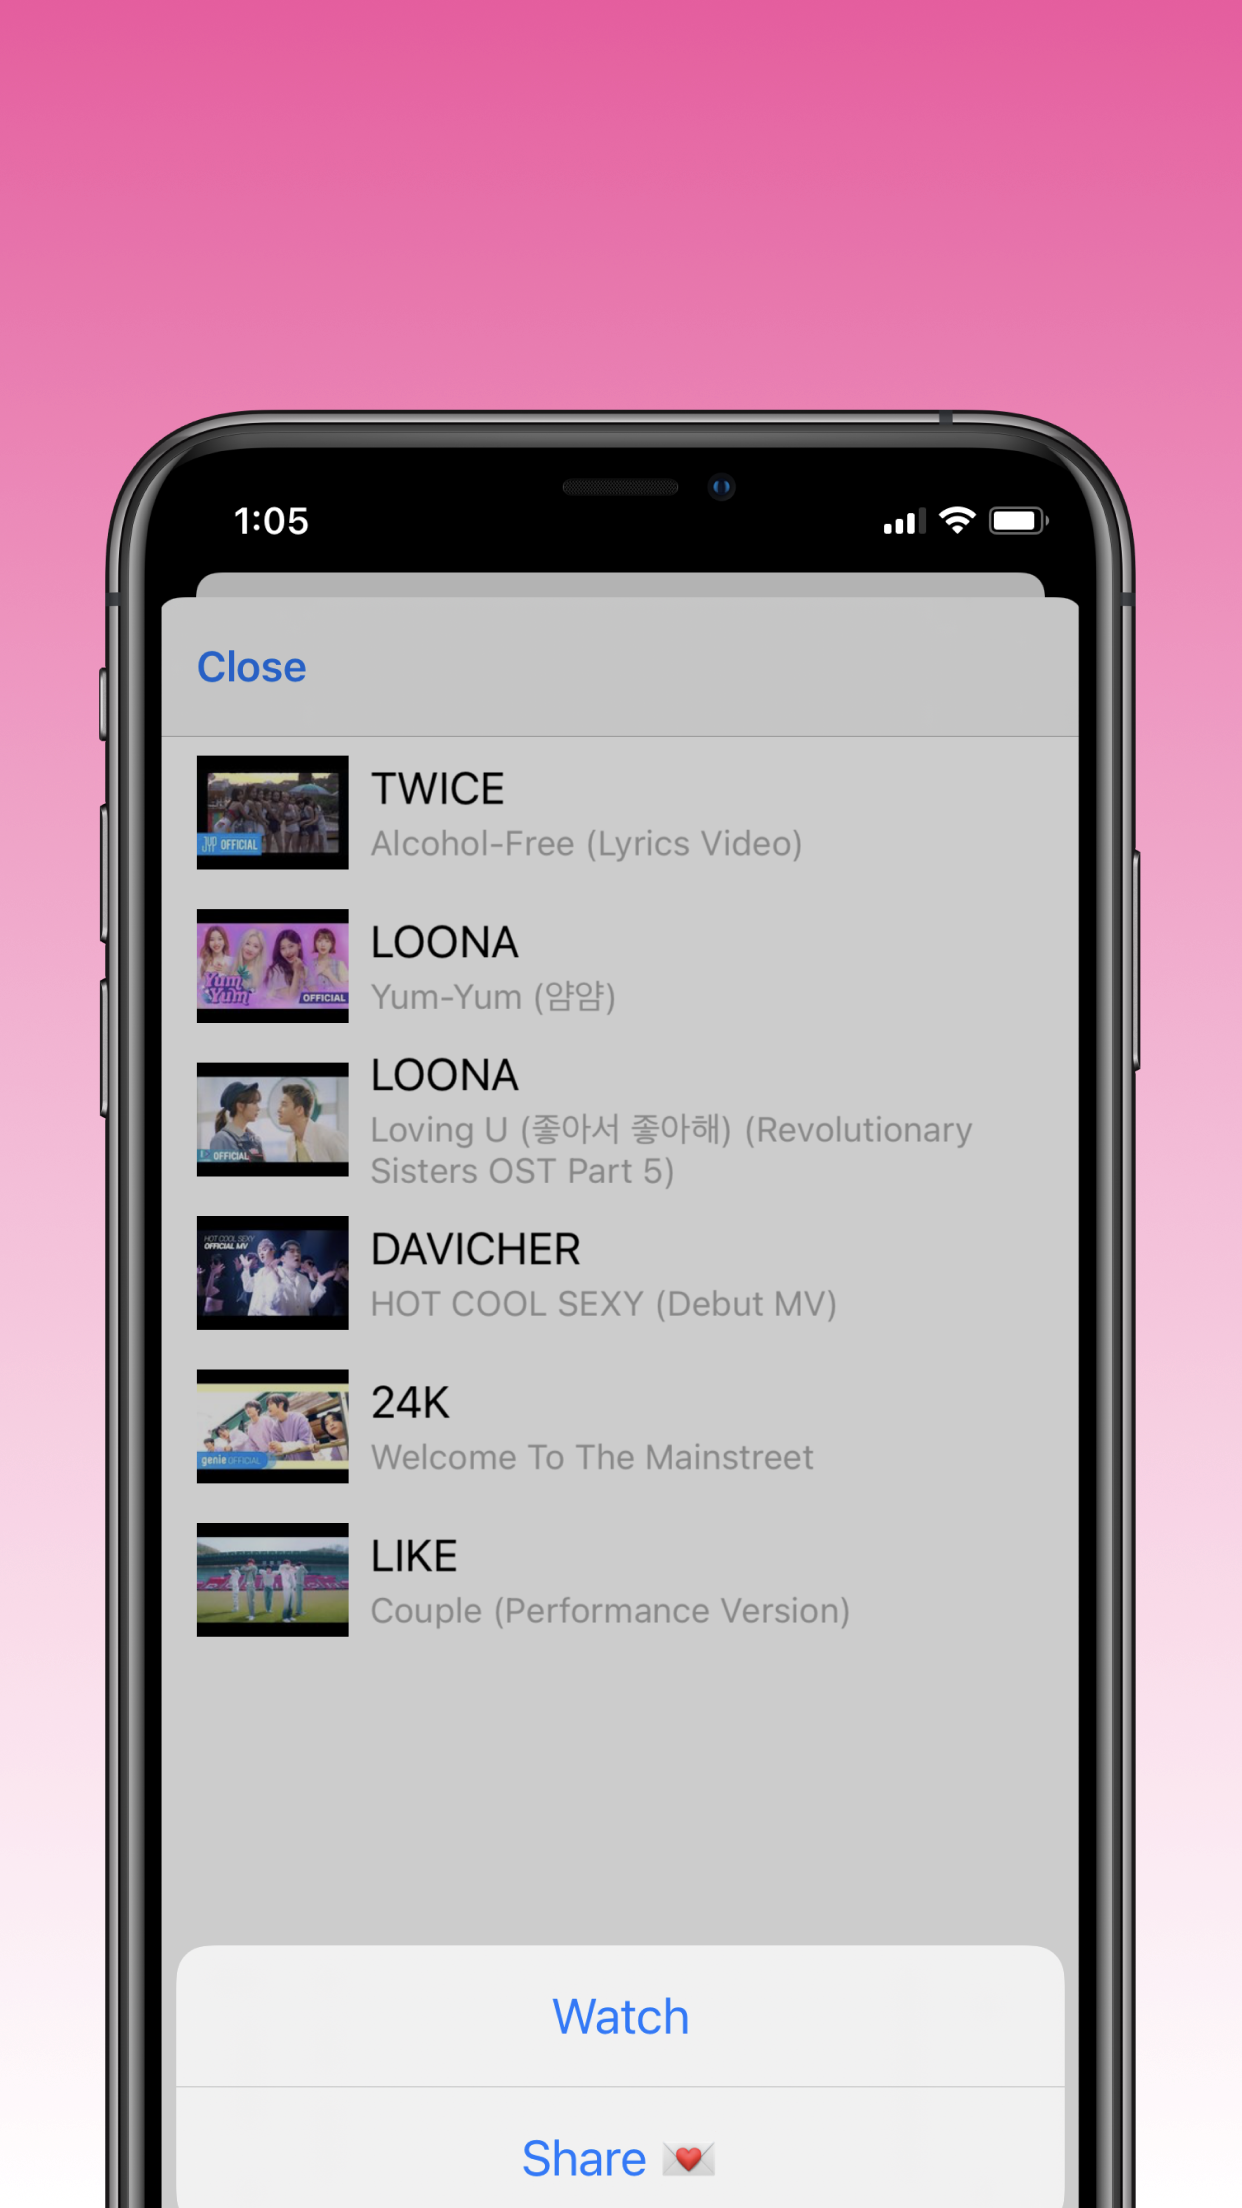 1:05
Close
JYP OFFICIAL
TWICE
Alcohol-Free (Lyrics Video)
Yum
Yum
OFFICIAL
LOONA
Yum-Yum (얌얌)
OFFICIAL
LOONA
Loving U (좋아서 좋아해) (Revolutionary
Sisters OST Part 5)
HOT COOL SEXY
OFFICIAL MV
DAVICHER
HOT COOL SEXY (Debut MV)
genie OFFICIAL
24K
Welcome To The Mainstreet
LIKE
Couple (Performance Version)
Watch
Share 💌